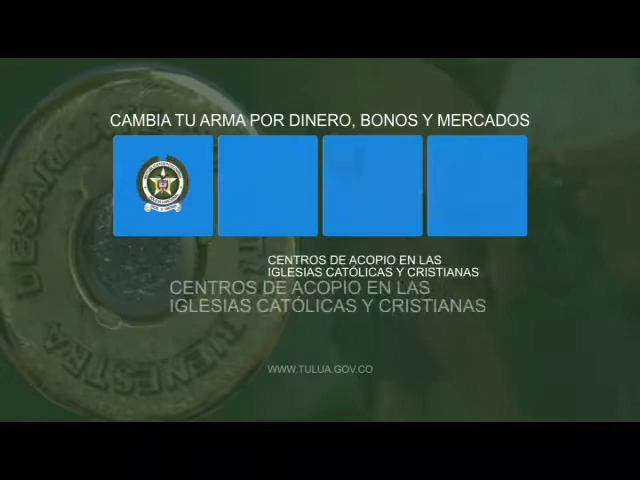 CAMBIA TU ARMA POR DINERO, BONOS Y MERCADOS
CENTROS DE ACOPIO EN LAS
IGLESIAS CATÓLICAS Y CRISTIANAS
CENTROS DE ACOPIO EN LAS
IGLESIAS CATÓLICAS Y CRISTIANAS
WWW.TULUA.GOV.CO